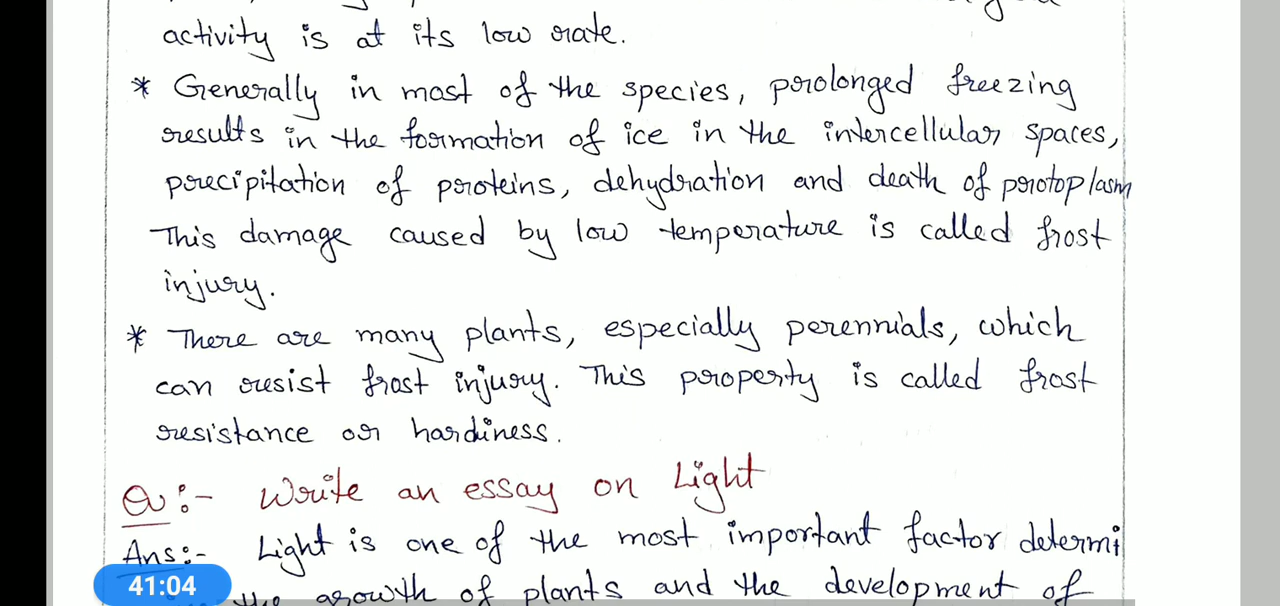 activity is at its low rate.
* Generally in most of the species, prolonged freezing
results in the formation of ice in the intercellular spaces,
precipitation of proteins, dehydration and death of protoplasm
This damage caused by low temperature is called frost
injury.
* There are many plants, especially perennials, which
can resist frost injury. This property is called frost
resistance or hardiness.
Q:- Write an essay on Light
Ans:- Light is one of the most important factor determi
41:04
the growth of plants and the development of